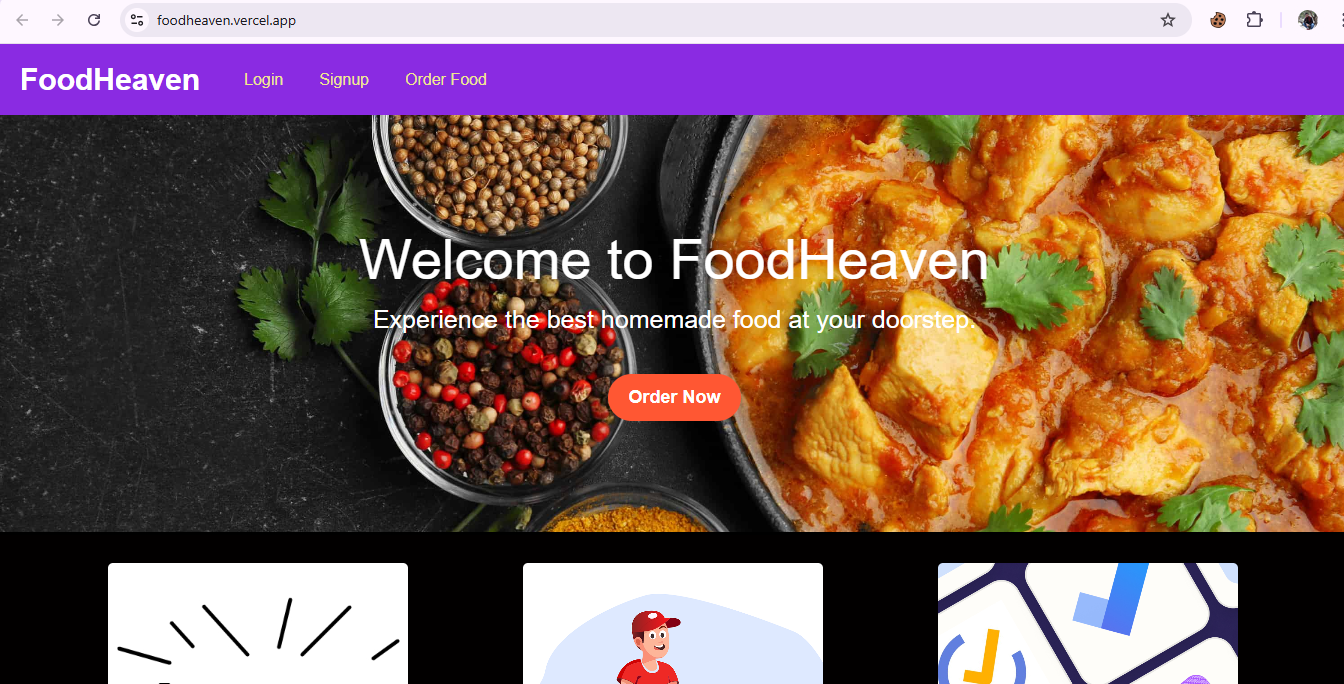 foodheaven.vercel.app
FoodHeaven Login Signup Order Food
Welcome to FoodHeaven
Experience the best homemade food at your doorstep.
Order Now